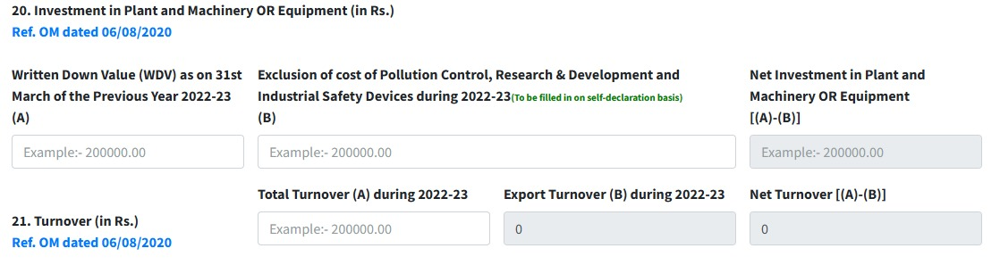 20. Investment in Plant and Machinery OR Equipment (in Rs.)
Ref. OM dated 06/08/2020
Written Down Value (WDV) as on 31st
March of the Previous Year 2022-23
(A)
Example:- 200000.00
Exclusion of cost of Pollution Control, Research & Development and
Industrial Safety Devices during 2022-23(To be filled in on self-declaration basis)
(B)
Example:- 200000.00
Net Investment in Plant and
Machinery OR Equipment
[(A)-(B)]
Example:- 200000.00
21. Turnover (in Rs.)
Ref. OM dated 06/08/2020
Total Turnover (A) during 2022-23
Example:- 200000.00
Export Turnover (B) during 2022-23
0
Net Turnover [(A)-(B)]
0